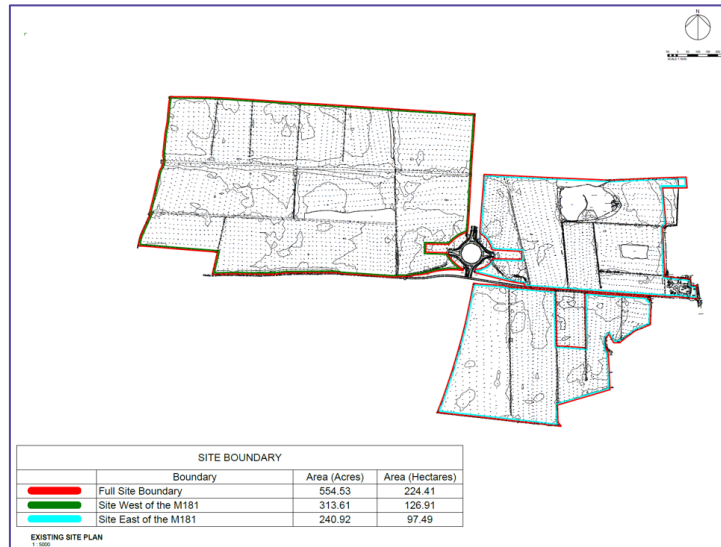 N
SITE BOUNDARY
Boundary Area (Acres) Area (Hectares)
Full Site Boundary 554.53 224.41
Site West of the M181 313.61 126.91
Site East of the M181 240.92 97.49
EXISTING SITE PLAN
1 : 5000